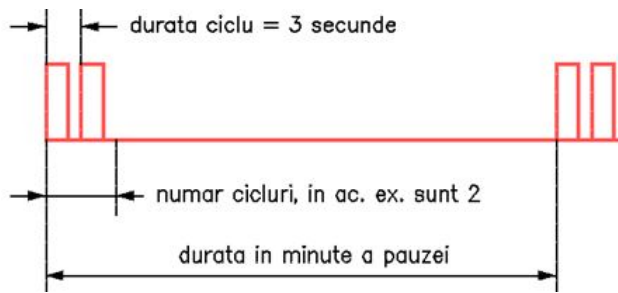 durata ciclu = 3 secunde
numar cicluri, in ac. ex. sunt 2
durata in minute a pauzei